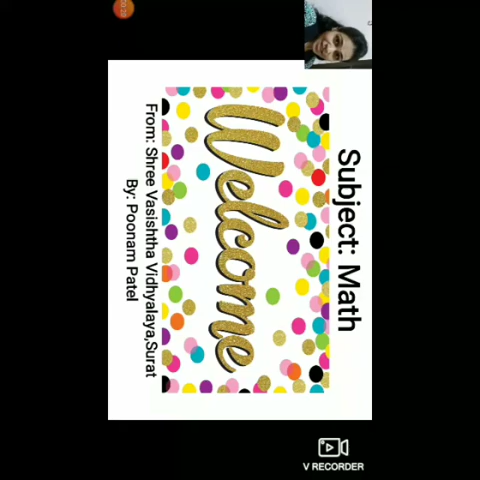 Subject: Math
Welcome
From: Shree Vasishtha Vidhyalaya,Surat
By: Poonam Patel
V RECORDER